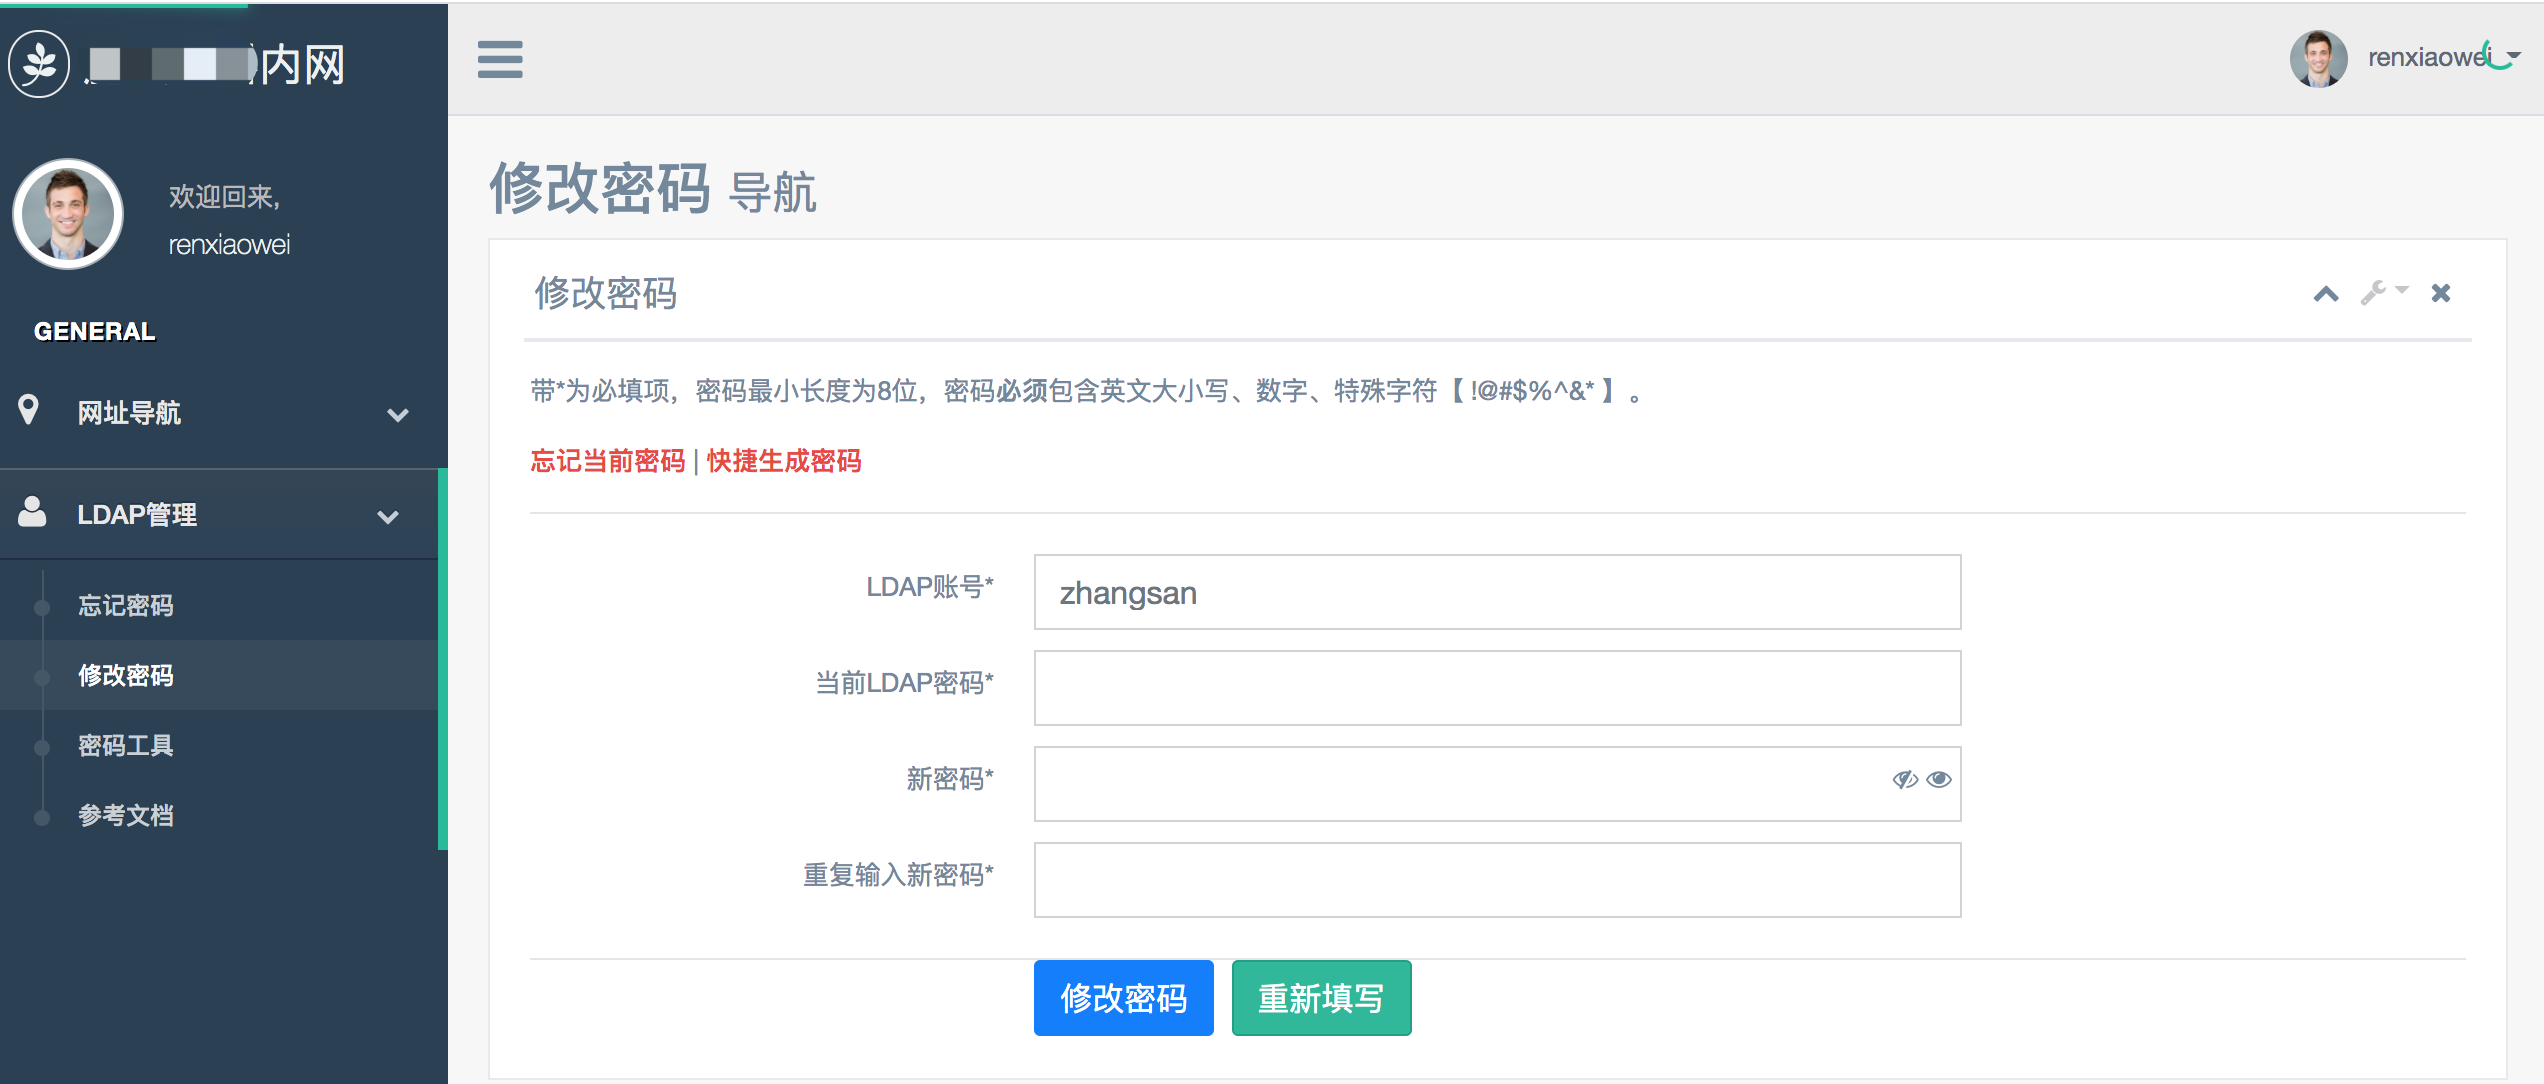 内网
renxiaowei
欢迎回来,
renxiaowei
GENERAL
网址导航
LDAP管理
忘记密码
修改密码
密码工具
参考文档
修改密码 导航
修改密码
带*为必填项，密码最小长度为8位，密码必须包含英文大小写、数字、特殊字符【 !@#$%^&* 】。
忘记当前密码 | 快捷生成密码
LDAP账号* zhangsan
当前LDAP密码*
新密码*
重复输入新密码*
修改密码 重新填写